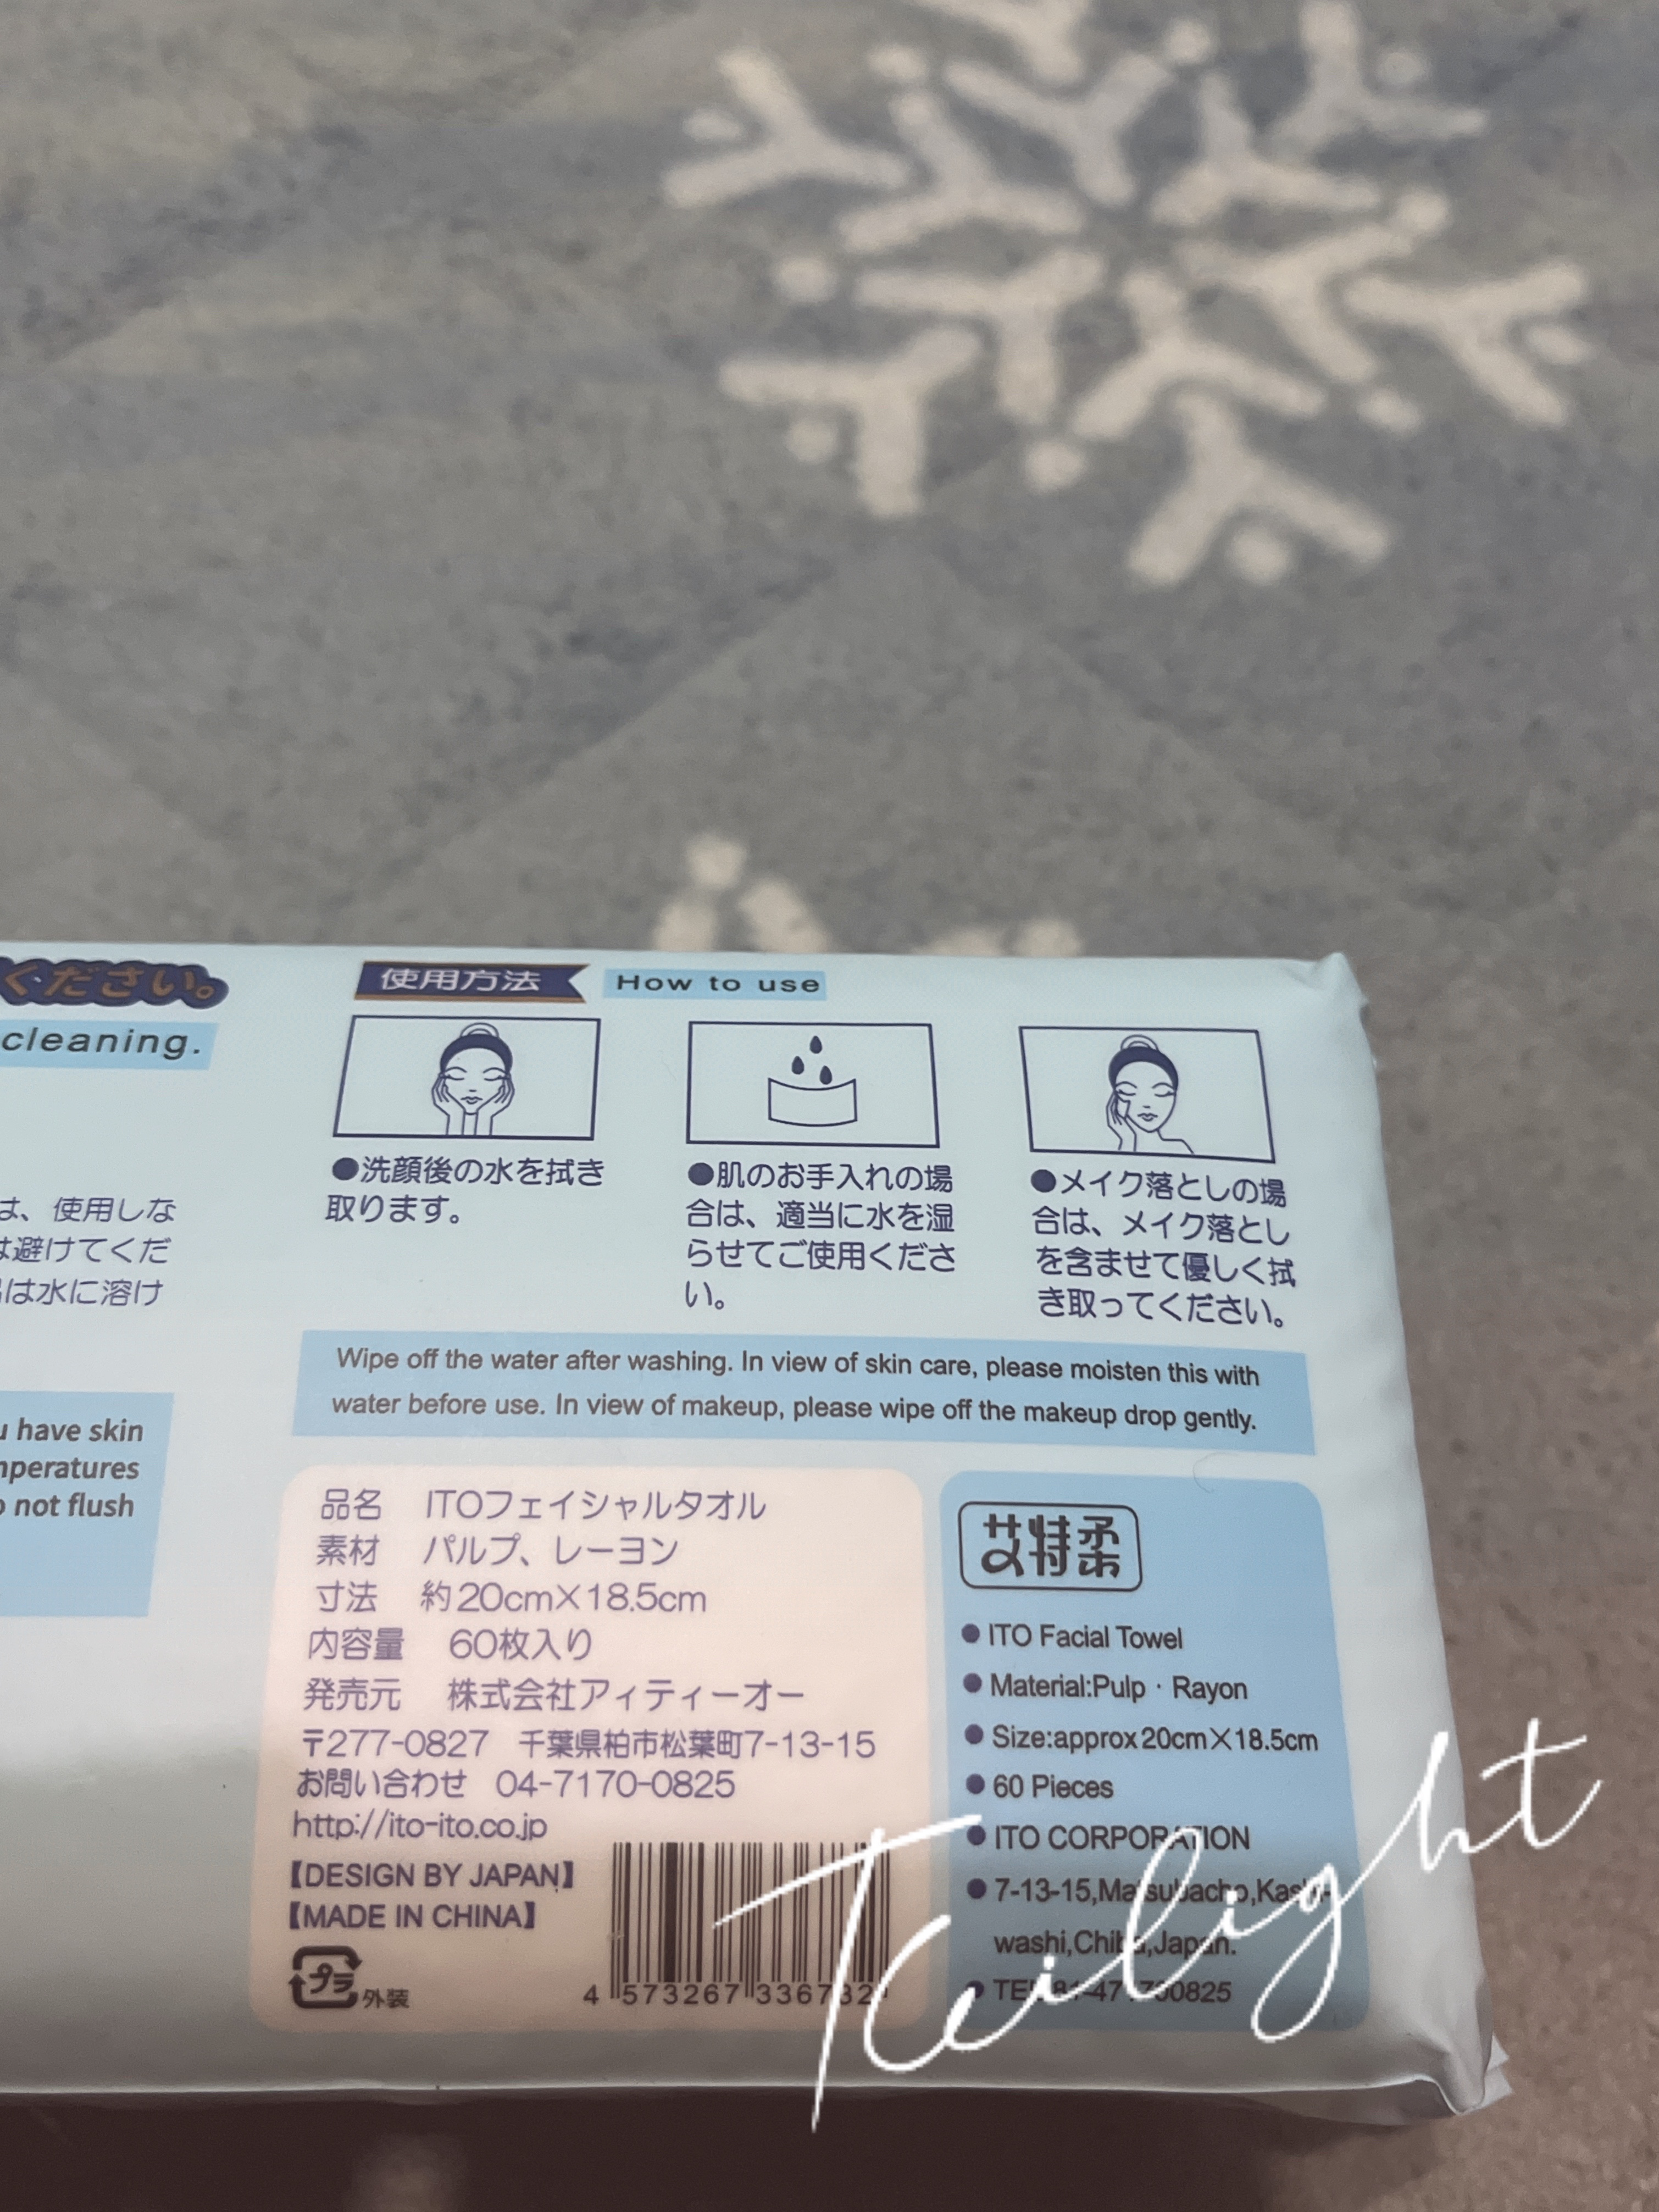 ください。
cleaning.
は、使用しな
は避けてくだ
は水に溶け
have skin
not flush
使用方法 How to use
●洗顔後の水を拭き
取ります。
●肌のお手入れの場
合は、適当に水を湿
らせてご使用くださ
い。
●メイク落としの場
合は、メイク落とし
を含ませて優しく拭
き取ってください。
Wipe off the water after washing. In view of skin care, please moisten this with
water before use. In view of makeup, please wipe off the makeup drop gently.
品名 ITOフェイシャルタオル
素材 パルプ、レーヨン
寸法 約20cm×18.5cm
内容量 60枚入り
発売元 株式会社アィティーオー
〒277-0827 千葉県柏市松葉町7-13-15
お問い合わせ 04-7170-0825
http://ito-ito.co.jp
【DESIGN BY JAPAN】
【MADE IN CHINA】
プラ 外装
4 573267 336732
艾特柔
● ITO Facial Towel
● Material:Pulp・Rayon
● Size:approx20cm×18.5cm
● 60 Pieces
● ITO CORPORATION
● 7-13-15,Matsubacho,Kashi-
washi,Chiba,Japan.